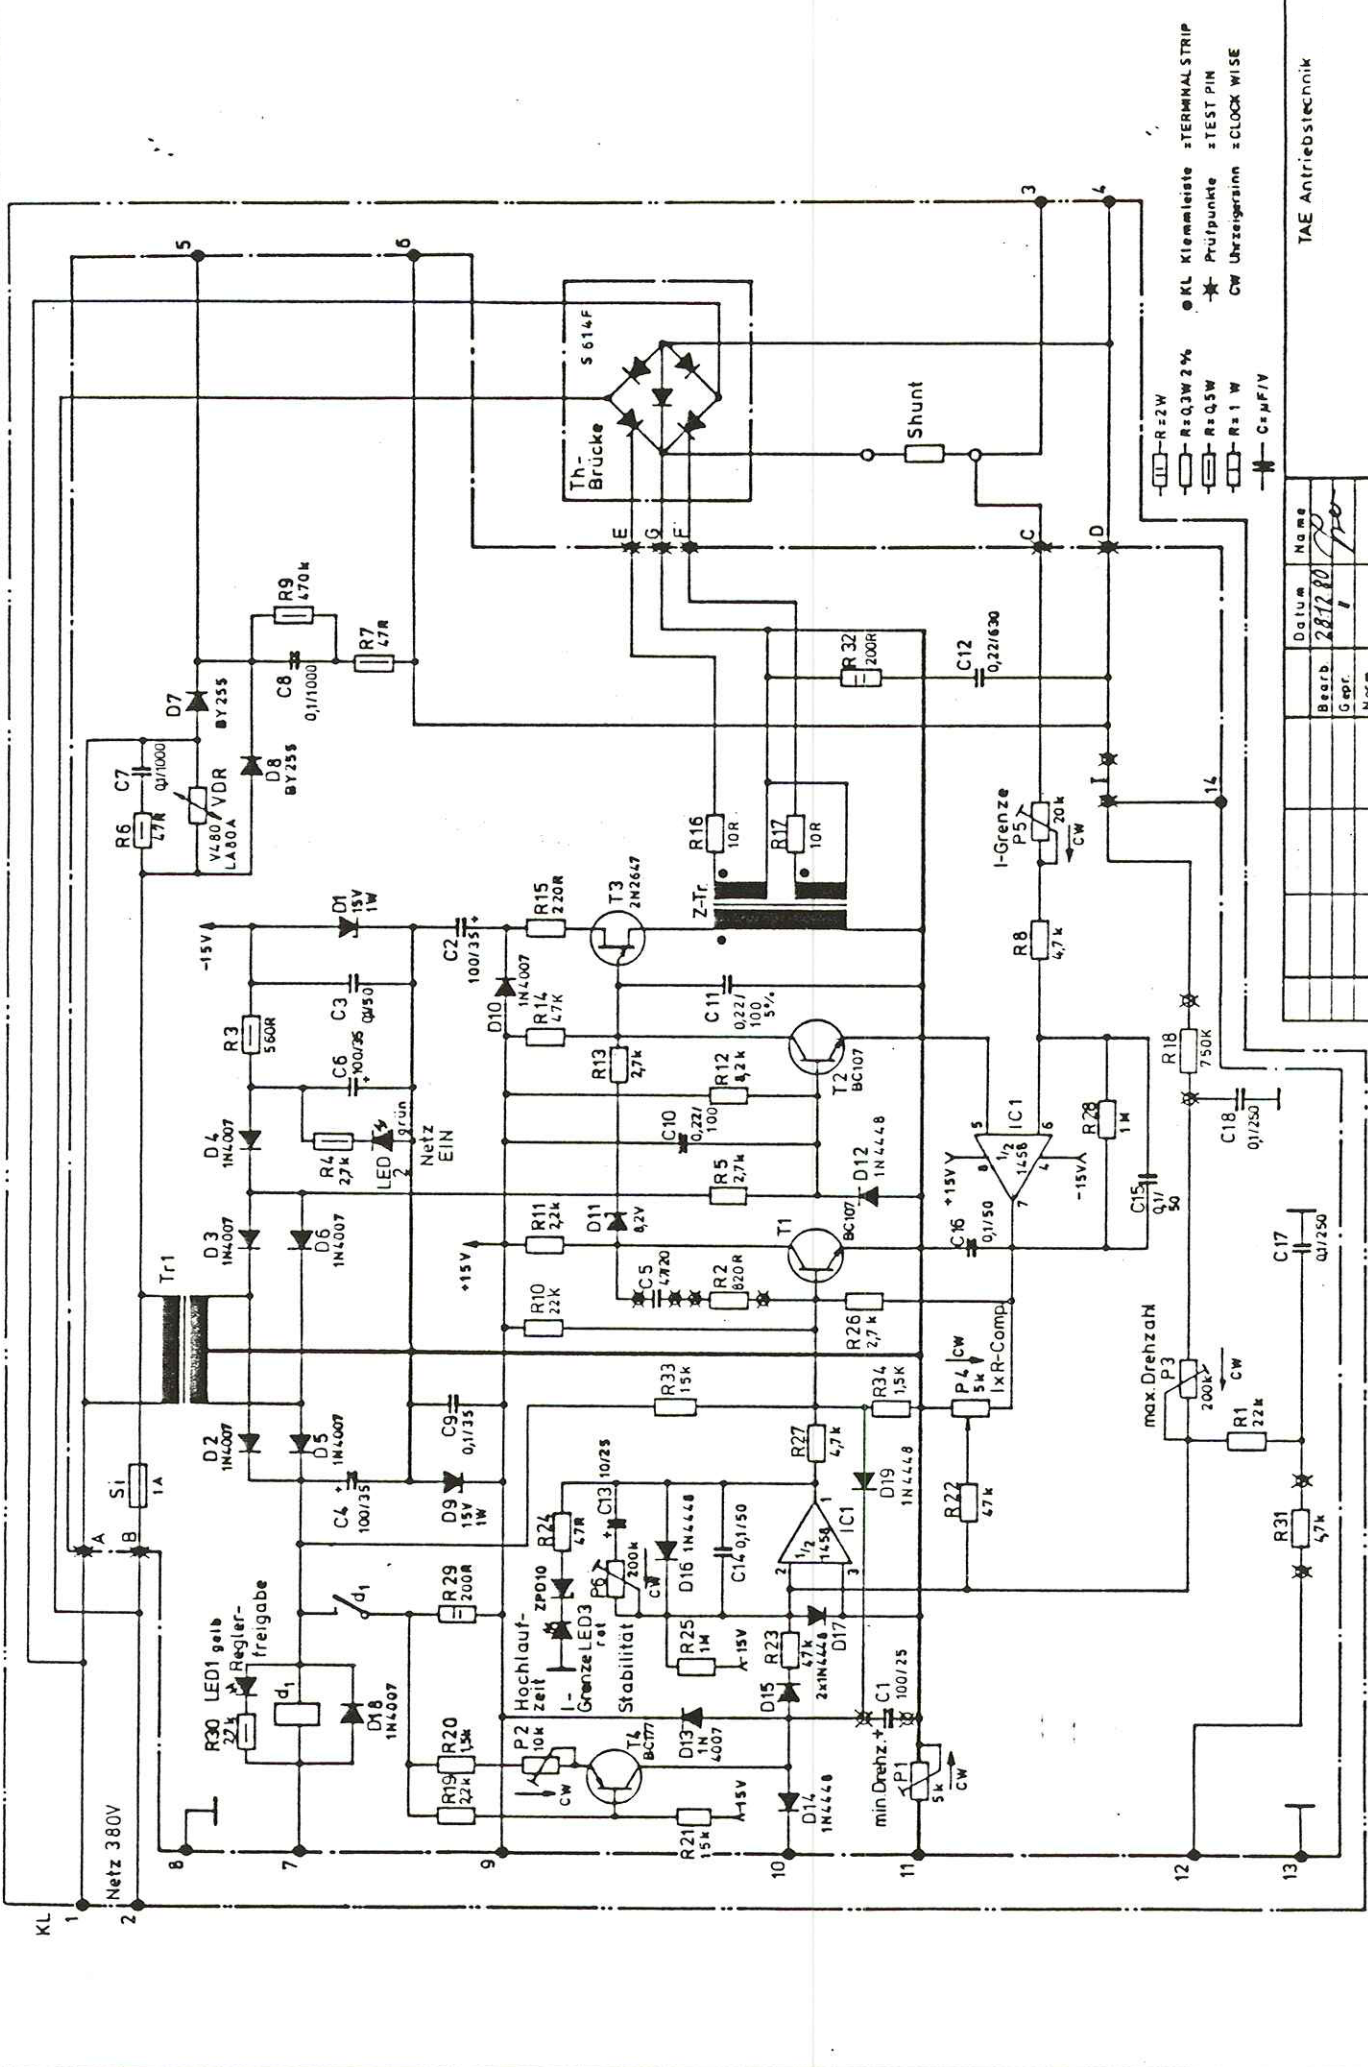 KL
1
2
Netz 380V
8
7
9
10
11
12
13
A
B
Si
1A
Tr1
R6
47R
C7
0,1/1000
VDR
V480
LA80A
D7
BY255
D8
BY255
C8
0,1/1000
R9
470k
R7
47R
5
6
3
4
14
R30
2,7k
LED1 gelb
Regler-
freigabe
d1
D18
1N4007
d1
D2
1N4007
D5
1N4007
D3
1N4007
D6
1N4007
D4
1N4007
R3
560R
-15V
D1
15V
1W
C3
0,1/50
C6
100/35
+
R4
2,7k
LED
2
grün
Netz
EIN
C4
+
100/35
D9
15V
1W
C9
0,1/35
C2
100/35
+
R29
200R
R19
2,2k
R20
1,5k
P2
10k
CW
Hochlauf-
zeit
T4
BC177
R21
15k
-15V
I-
Grenze
LED3
rot
ZPD10
R24
47R
Stabilität
P6
200k
CW
C13
10/25
+
D16 1N4448
C14 0,1/50
R25
1M
-15V
D13
1N
4007
D14
1N4448
D15
R23
47k
2x1N4448
D17
C1
100/25
+
min.Drehz.
P1
5k
CW
2
3
1/2
1458
1
IC1
R27
4,7k
D19
1N4448
R34
1,5K
R33
15k
R22
47k
P4
5k
CW
IxR-Comp.
R10
22k
+15V
R11
2,2k
D11
8,2V
C5
47/20
R2
820R
T1
BC107
R26
2,7k
R5
2,7k
D12
1N4448
C10
0,22/
100
R12
8,2k
R13
2,7k
R14
47K
D10
1N4007
T2
BC107
C11
0,22/
100
5%
R15
220R
T3
2N2647
Z-Tr.
R16
10R
R17
10R
R32
200R
C12
0,22/630
E
G
F
C
D
I
Th-
Brücke
S 614F
Shunt
I-Grenze
P5
20k
CW
R8
4,7k
+15V
-15V
5
6
8
4
7
1/2
1458
IC1
C16
0,1/50
R28
1M
C15
0,1/
50
R18
750K
C18
0,1/250
C17
0,1/250
max.Drehzahl
P3
200k
CW
R1
22k
R31
4,7k
R=2W
R=0,3W 2%
R=0,5W
R=1 W
C=µF/V
KL Klemmleiste =TERMINALSTRIP
Prüfpunkte =TEST PIN
CW Uhrzeigersinn =CLOCK WISE
Datum
Name
Bearb.
Gepr.
TAE Antriebstechnik